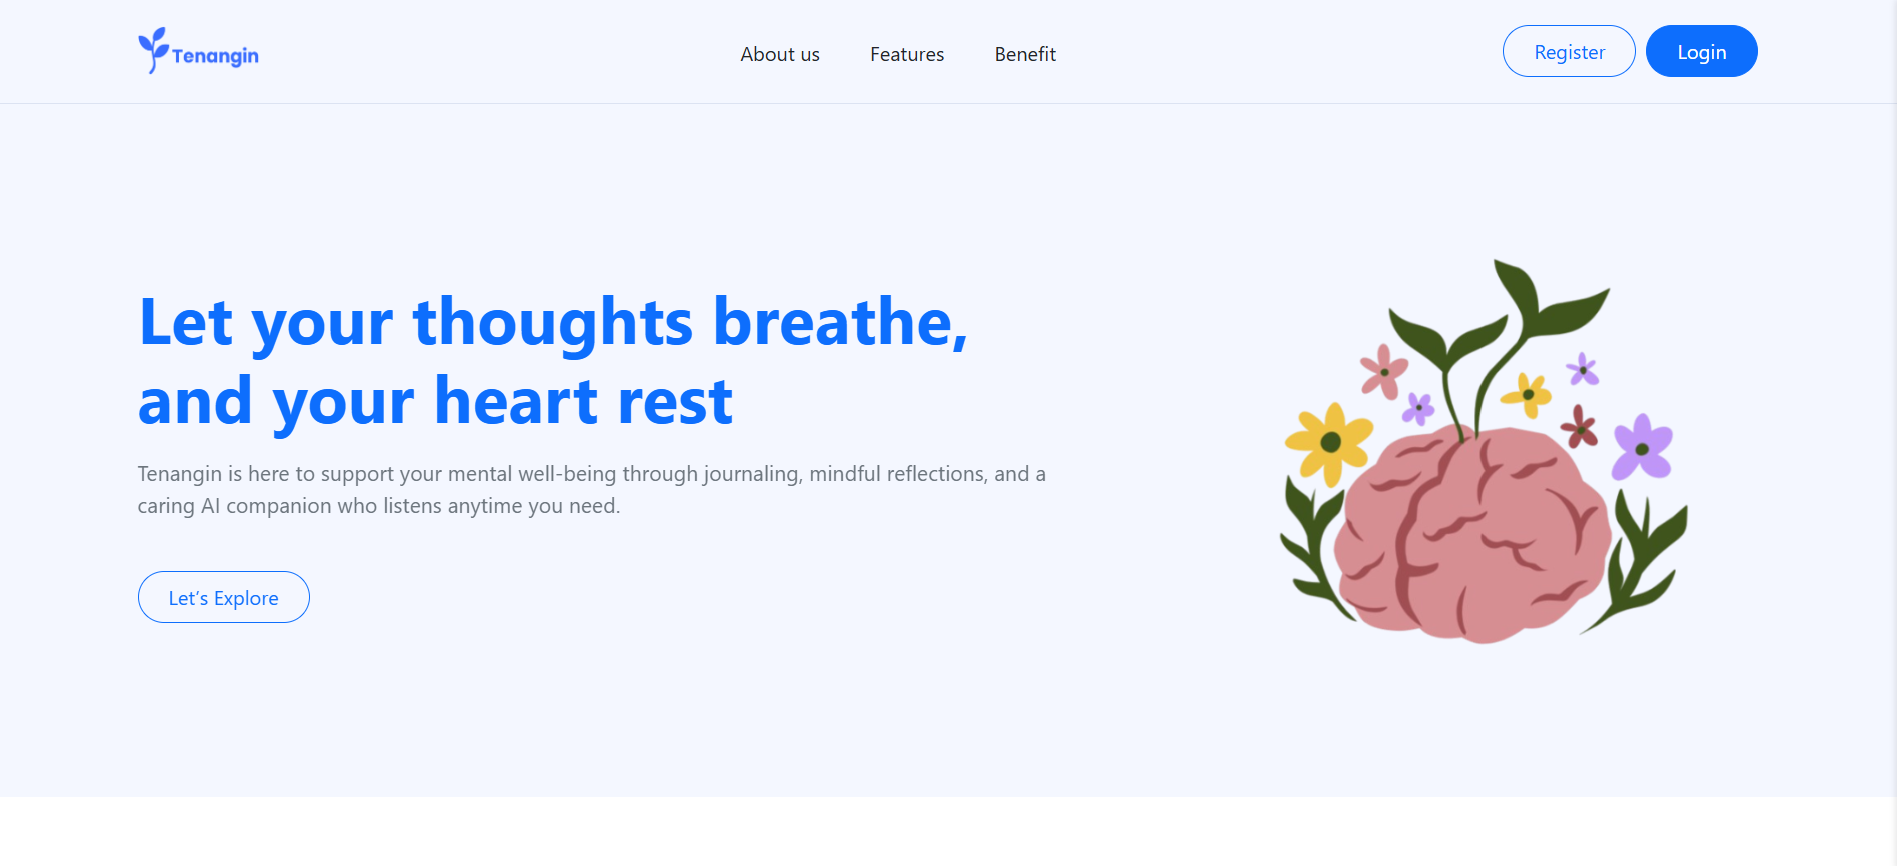 Tenangin
About us
Features
Benefit
Register
Login
Let your thoughts breathe,
and your heart rest
Tenangin is here to support your mental well-being through journaling, mindful reflections, and a
caring AI companion who listens anytime you need.
Let’s Explore